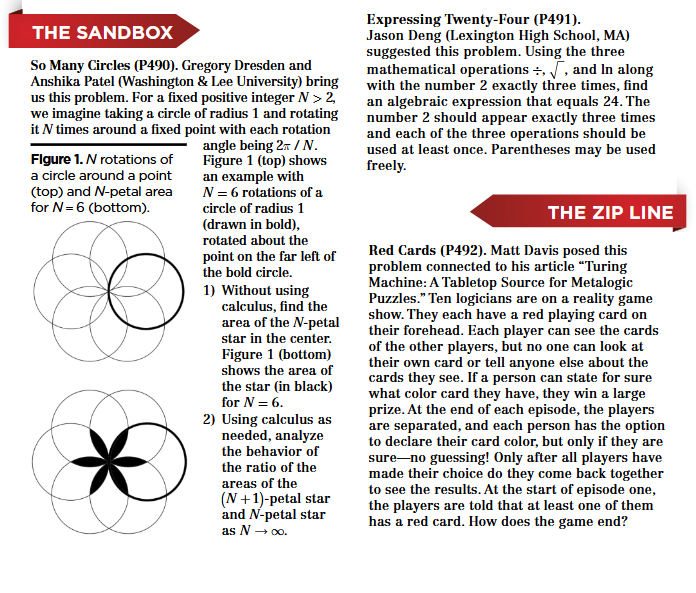 THE SANDBOX
So Many Circles (P490). Gregory Dresden and
Anshika Patel (Washington & Lee University) bring
us this problem. For a fixed positive integer N > 2,
we imagine taking a circle of radius 1 and rotating
it N times around a fixed point with each rotation
angle being 2π / N.
Figure 1 (top) shows
an example with
N = 6 rotations of a
circle of radius 1
(drawn in bold),
rotated about the
point on the far left of
the bold circle.
1) Without using
calculus, find the
area of the N-petal
star in the center.
Figure 1 (bottom)
shows the area of
the star (in black)
for N = 6.
2) Using calculus as
needed, analyze
the behavior of
the ratio of the
areas of the
(N + 1)-petal star
and N-petal star
as N → ∞.
Figure 1. N rotations of
a circle around a point
(top) and N-petal area
for N = 6 (bottom).
Expressing Twenty-Four (P491).
Jason Deng (Lexington High School, MA)
suggested this problem. Using the three
mathematical operations ÷, √ , and ln along
with the number 2 exactly three times, find
an algebraic expression that equals 24. The
number 2 should appear exactly three times
and each of the three operations should be
used at least once. Parentheses may be used
freely.
THE ZIP LINE
Red Cards (P492). Matt Davis posed this
problem connected to his article “Turing
Machine: A Tabletop Source for Metalogic
Puzzles.” Ten logicians are on a reality game
show. They each have a red playing card on
their forehead. Each player can see the cards
of the other players, but no one can look at
their own card or tell anyone else about the
cards they see. If a person can state for sure
what color card they have, they win a large
prize. At the end of each episode, the players
are separated, and each person has the option
to declare their card color, but only if they are
sure—no guessing! Only after all players have
made their choice do they come back together
to see the results. At the start of episode one,
the players are told that at least one of them
has a red card. How does the game end?